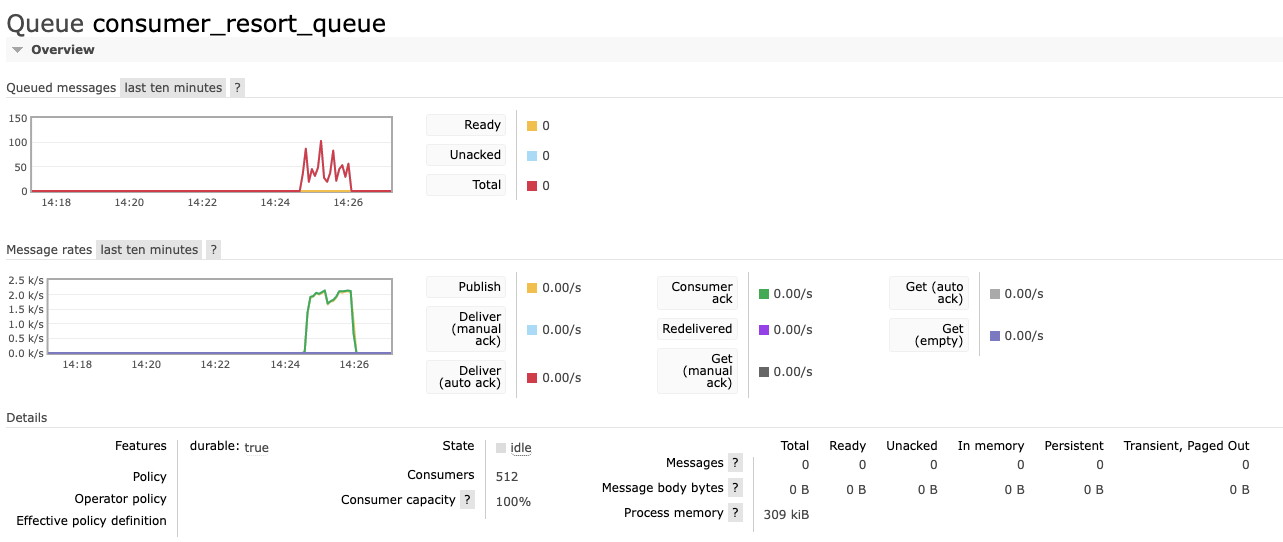 Queue consumer_resort_queue
Overview
Queued messages last ten minutes ?
150
100
50
0
14:18 14:20 14:22 14:24 14:26
Ready 0
Unacked 0
Total 0
Message rates last ten minutes ?
2.5 k/s
2.0 k/s
1.5 k/s
1.0 k/s
0.5 k/s
0.0 k/s
14:18 14:20 14:22 14:24 14:26
Publish 0.00/s
Deliver
(manual 0.00/s
ack)
Deliver
(auto ack) 0.00/s
Consumer
ack 0.00/s
Redelivered 0.00/s
Get
(manual 0.00/s
ack)
Get (auto
ack) 0.00/s
Get
(empty) 0.00/s
Details
Features durable: true
Policy
Operator policy
Effective policy definition
State idle
Consumers 512
Consumer capacity ? 100%
Total Ready Unacked In memory Persistent Transient, Paged Out
Messages ? 0 0 0 0 0 0
Message body bytes ? 0 B 0 B 0 B 0 B 0 B 0 B
Process memory ? 309 kiB